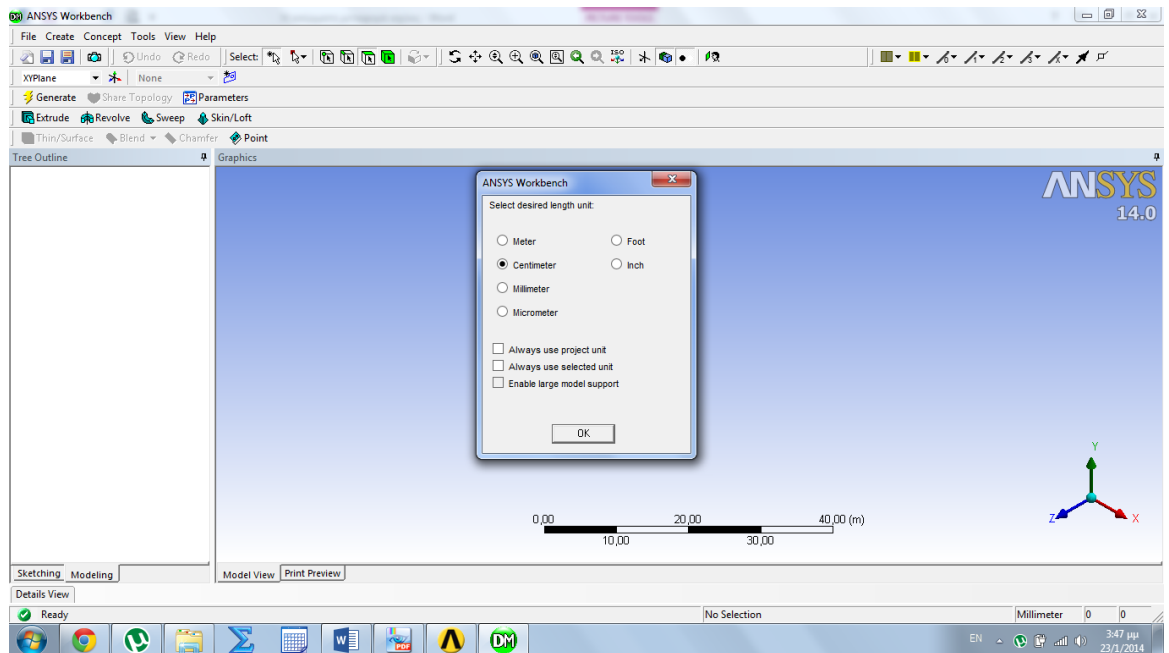 DM ANSYS Workbench
File Create Concept Tools View Help
Undo Redo Select: ISO
XYPlane None
Generate Share Topology Parameters
Extrude Revolve Sweep Skin/Loft
Thin/Surface Blend Chamfer Point
Tree Outline Graphics
ANSYS
14.0
ANSYS Workbench
Select desired length unit:
Meter Foot
Centimeter Inch
Millimeter
Micrometer
Always use project unit
Always use selected unit
Enable large model support
OK
Y
Z X
0,00 20,00 40,00 (m)
10,00 30,00
Sketching Modeling Model View Print Preview
Details View
Ready No Selection Millimeter 0 0
W PDF DM EN 3:47 μμ
23/1/2014